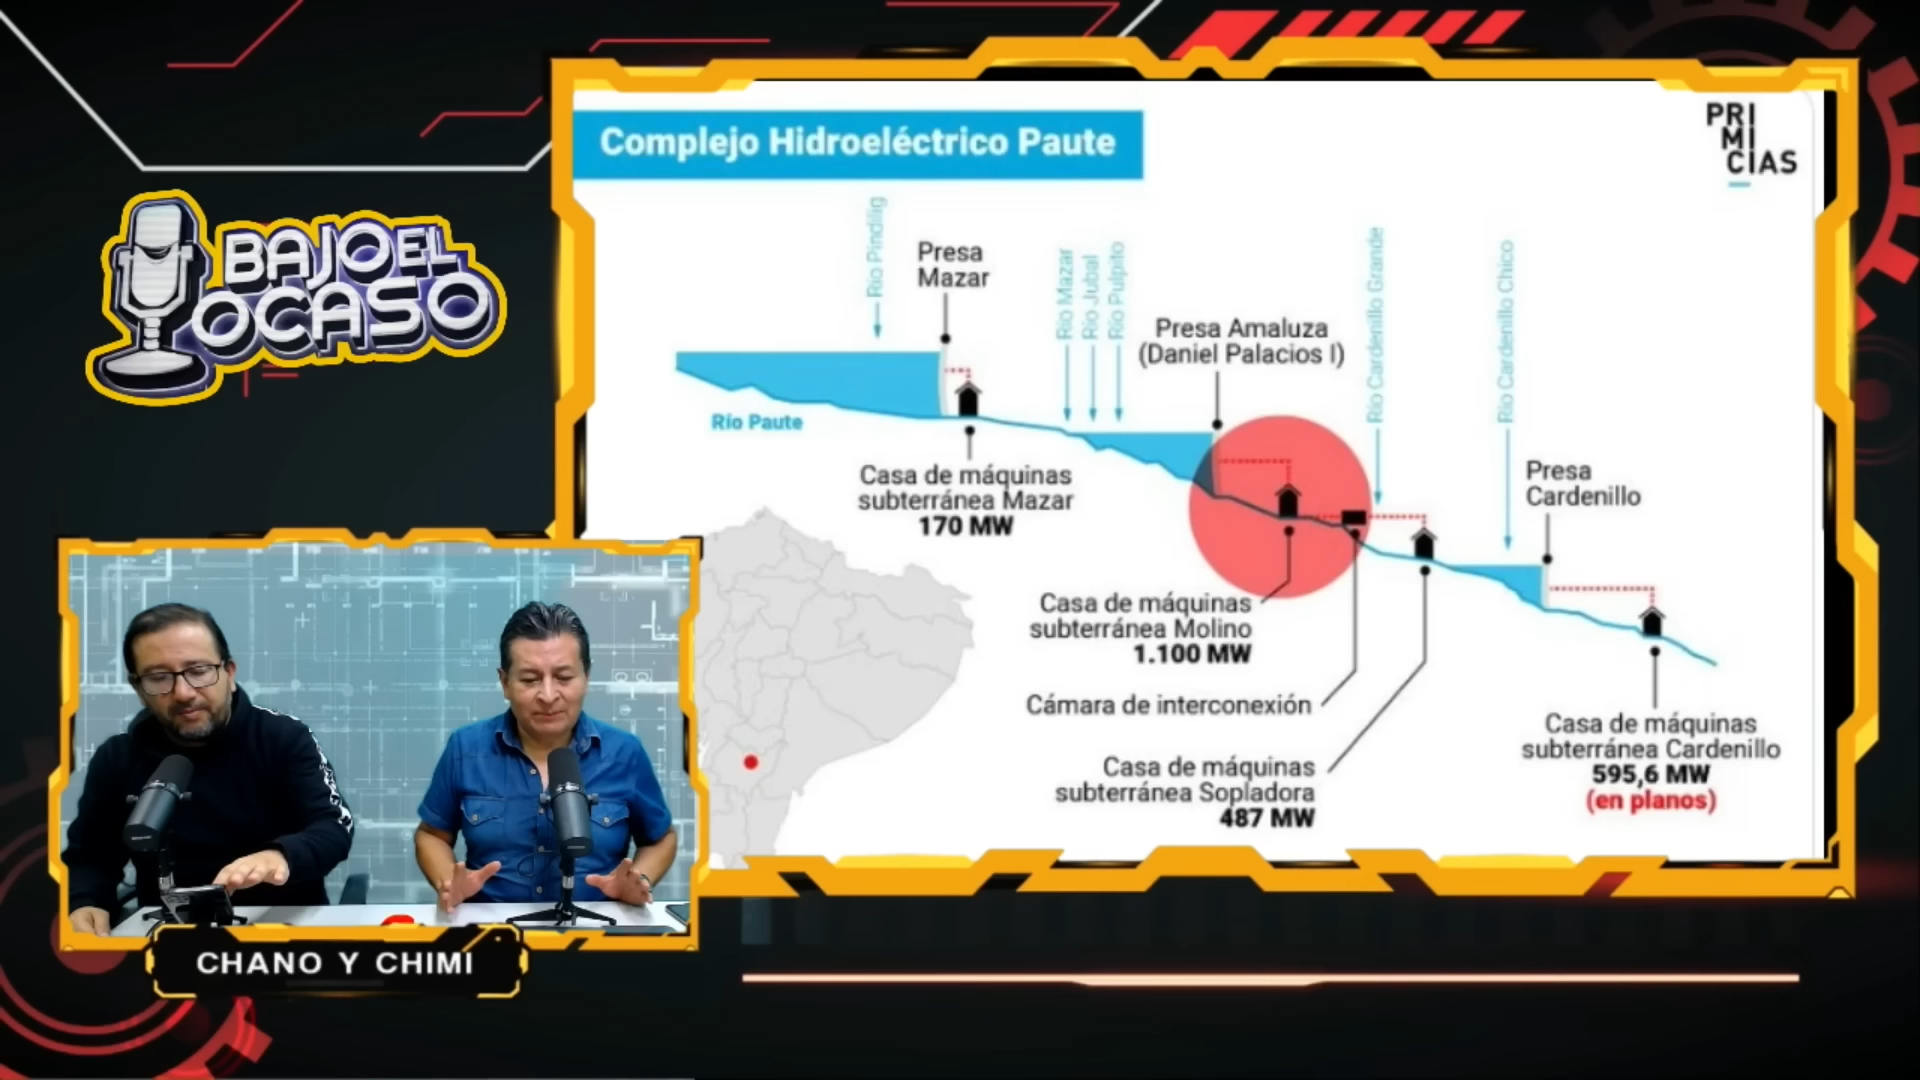 Complejo Hidroeléctrico Paute
PRI
MI
CIAS
BAJO EL
OCASO
Río Pindilig
Presa
Mazar
Río Mazar
Río Jubal
Río Pulpito
Presa Amaluza
(Daniel Palacios I)
Río Cardenillo Grande
Río Cardenillo Chico
Río Paute
Casa de máquinas
subterránea Mazar
170 MW
Presa
Cardenillo
Casa de máquinas
subterránea Molino
1.100 MW
Cámara de interconexión
Casa de máquinas
subterránea Sopladora
487 MW
Casa de máquinas
subterránea Cardenillo
595,6 MW
(en planos)
CHANO Y CHIMI